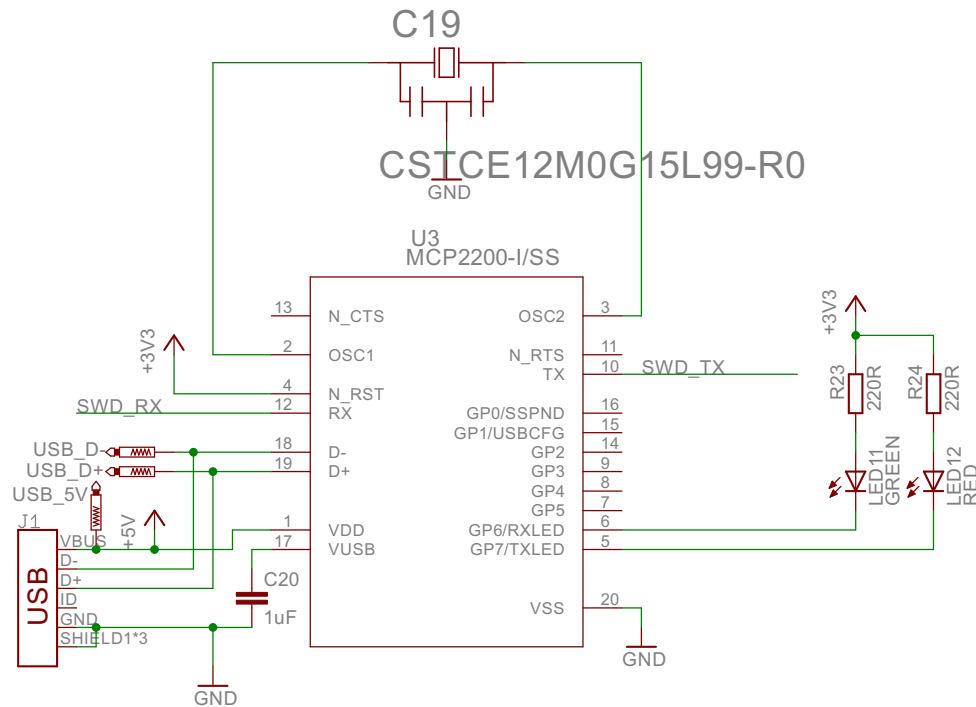 C19
CSTCE12M0G15L99-R0
GND
U3
MCP2200-I/SS
13 N_CTS
2 OSC1
4 N_RST
12 RX
18 D-
19 D+
1 VDD
17 VUSB
OSC2 3
N_RTS 11
TX 10
GP0/SSPND 16
GP1/USBCFG 15
GP2 14
GP3 9
GP4 8
GP5 7
GP6/RXLED 6
GP7/TXLED 5
VSS 20
+3V3
SWD_RX
SWD_TX
USB_D-
USB_D+
USB_5V
+5V
J1
USB
VBUS
D-
D+
ID
GND
SHIELD1*3
C20
1uF
GND
GND
+3V3
R23
220R
R24
220R
LED11
GREEN
LED12
RED